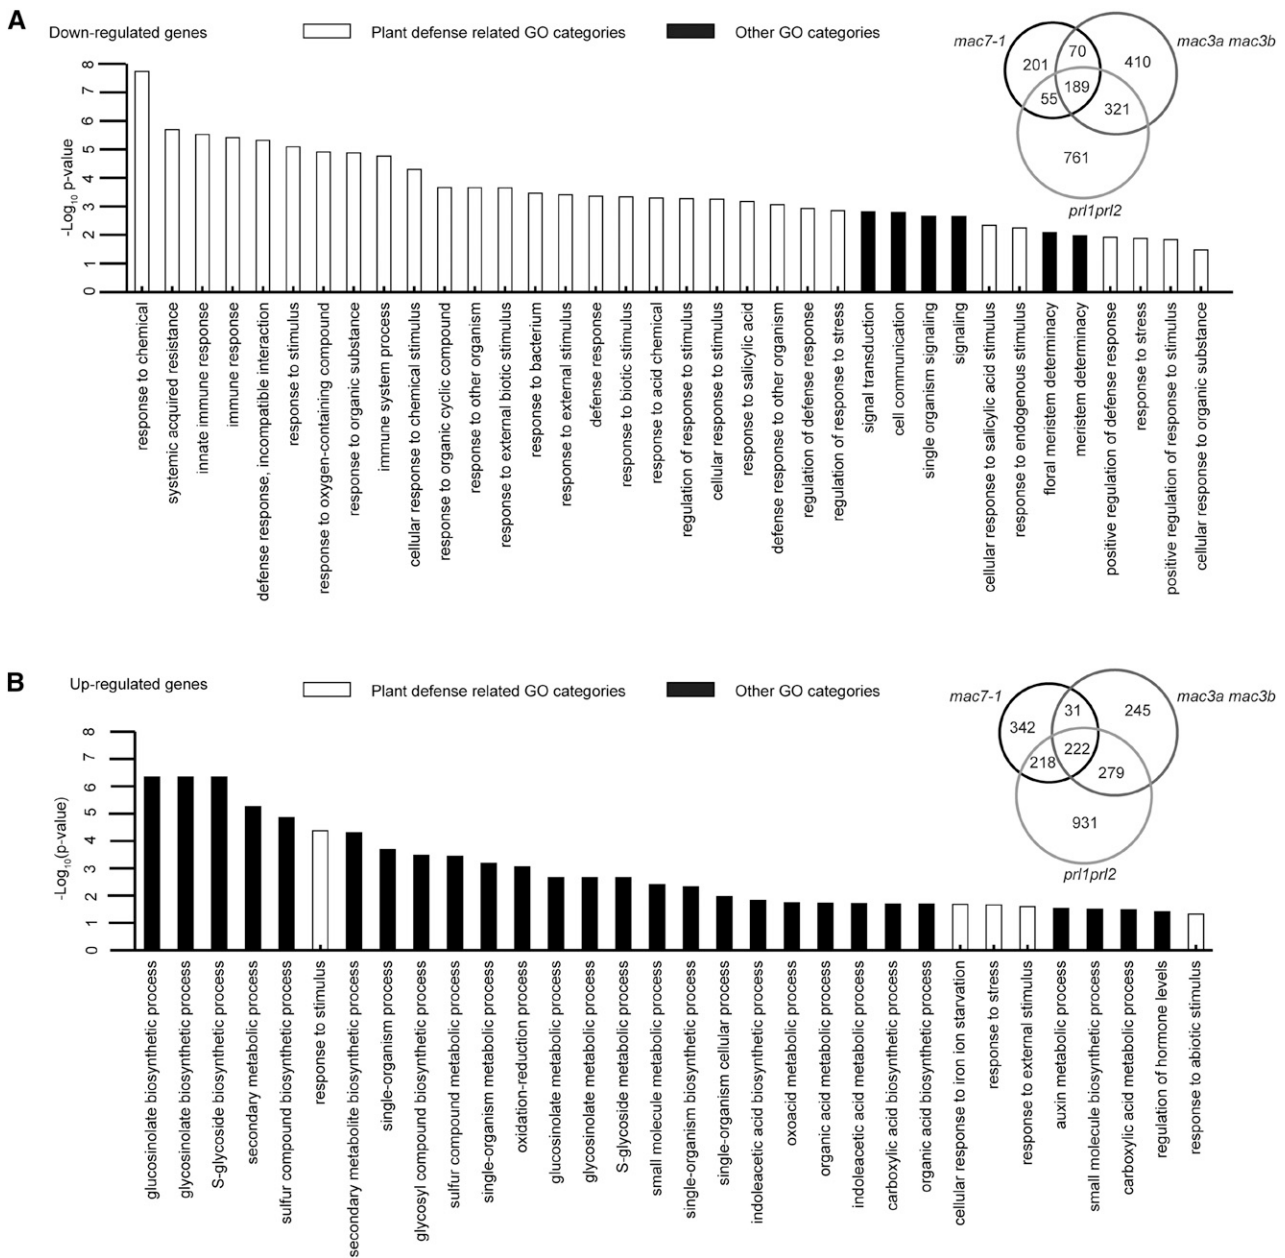 A
Down-regulated genes
Plant defense related GO categories
Other GO categories
mac7-1
mac3a mac3b
prl1prl2
201
70
410
189
55
321
761
-Log10 p-value
8
7
6
5
4
3
2
1
0
response to chemical
systemic acquired resistance
innate immune response
immune response
defense response, incompatible interaction
response to stimulus
response to oxygen-containing compound
response to organic substance
immune system process
cellular response to chemical stimulus
response to organic cyclic compound
response to other organism
response to external biotic stimulus
response to bacterium
response to external stimulus
defense response
response to biotic stimulus
response to acid chemical
regulation of response to stimulus
cellular response to stimulus
response to salicylic acid
defense response to other organism
regulation of defense response
regulation of response to stress
signal transduction
cell communication
single organism signaling
signaling
cellular response to salicylic acid stimulus
response to endogenous stimulus
floral meristem determinacy
meristem determinacy
positive regulation of defense response
response to stress
positive regulation of response to stimulus
cellular response to organic substance
B
Up-regulated genes
Plant defense related GO categories
Other GO categories
mac7-1
mac3a mac3b
prl1prl2
342
31
245
222
218
279
931
-Log10(p-value)
8
7
6
5
4
3
2
1
0
glucosinolate biosynthetic process
glycosinolate biosynthetic process
S-glycoside biosynthetic process
secondary metabolic process
sulfur compound biosynthetic process
response to stimulus
secondary metabolite biosynthetic process
single-organism process
glycosyl compound biosynthetic process
sulfur compound metabolic process
single-organism metabolic process
oxidation-reduction process
glucosinolate metabolic process
glycosinolate metabolic process
S-glycoside metabolic process
small molecule metabolic process
single-organism biosynthetic process
single-organism cellular process
indoleacetic acid biosynthetic process
oxoacid metabolic process
organic acid metabolic process
indoleacetic acid metabolic process
carboxylic acid biosynthetic process
organic acid biosynthetic process
cellular response to iron ion starvation
response to stress
response to external stimulus
auxin metabolic process
small molecule biosynthetic process
carboxylic acid metabolic process
regulation of hormone levels
response to abiotic stimulus